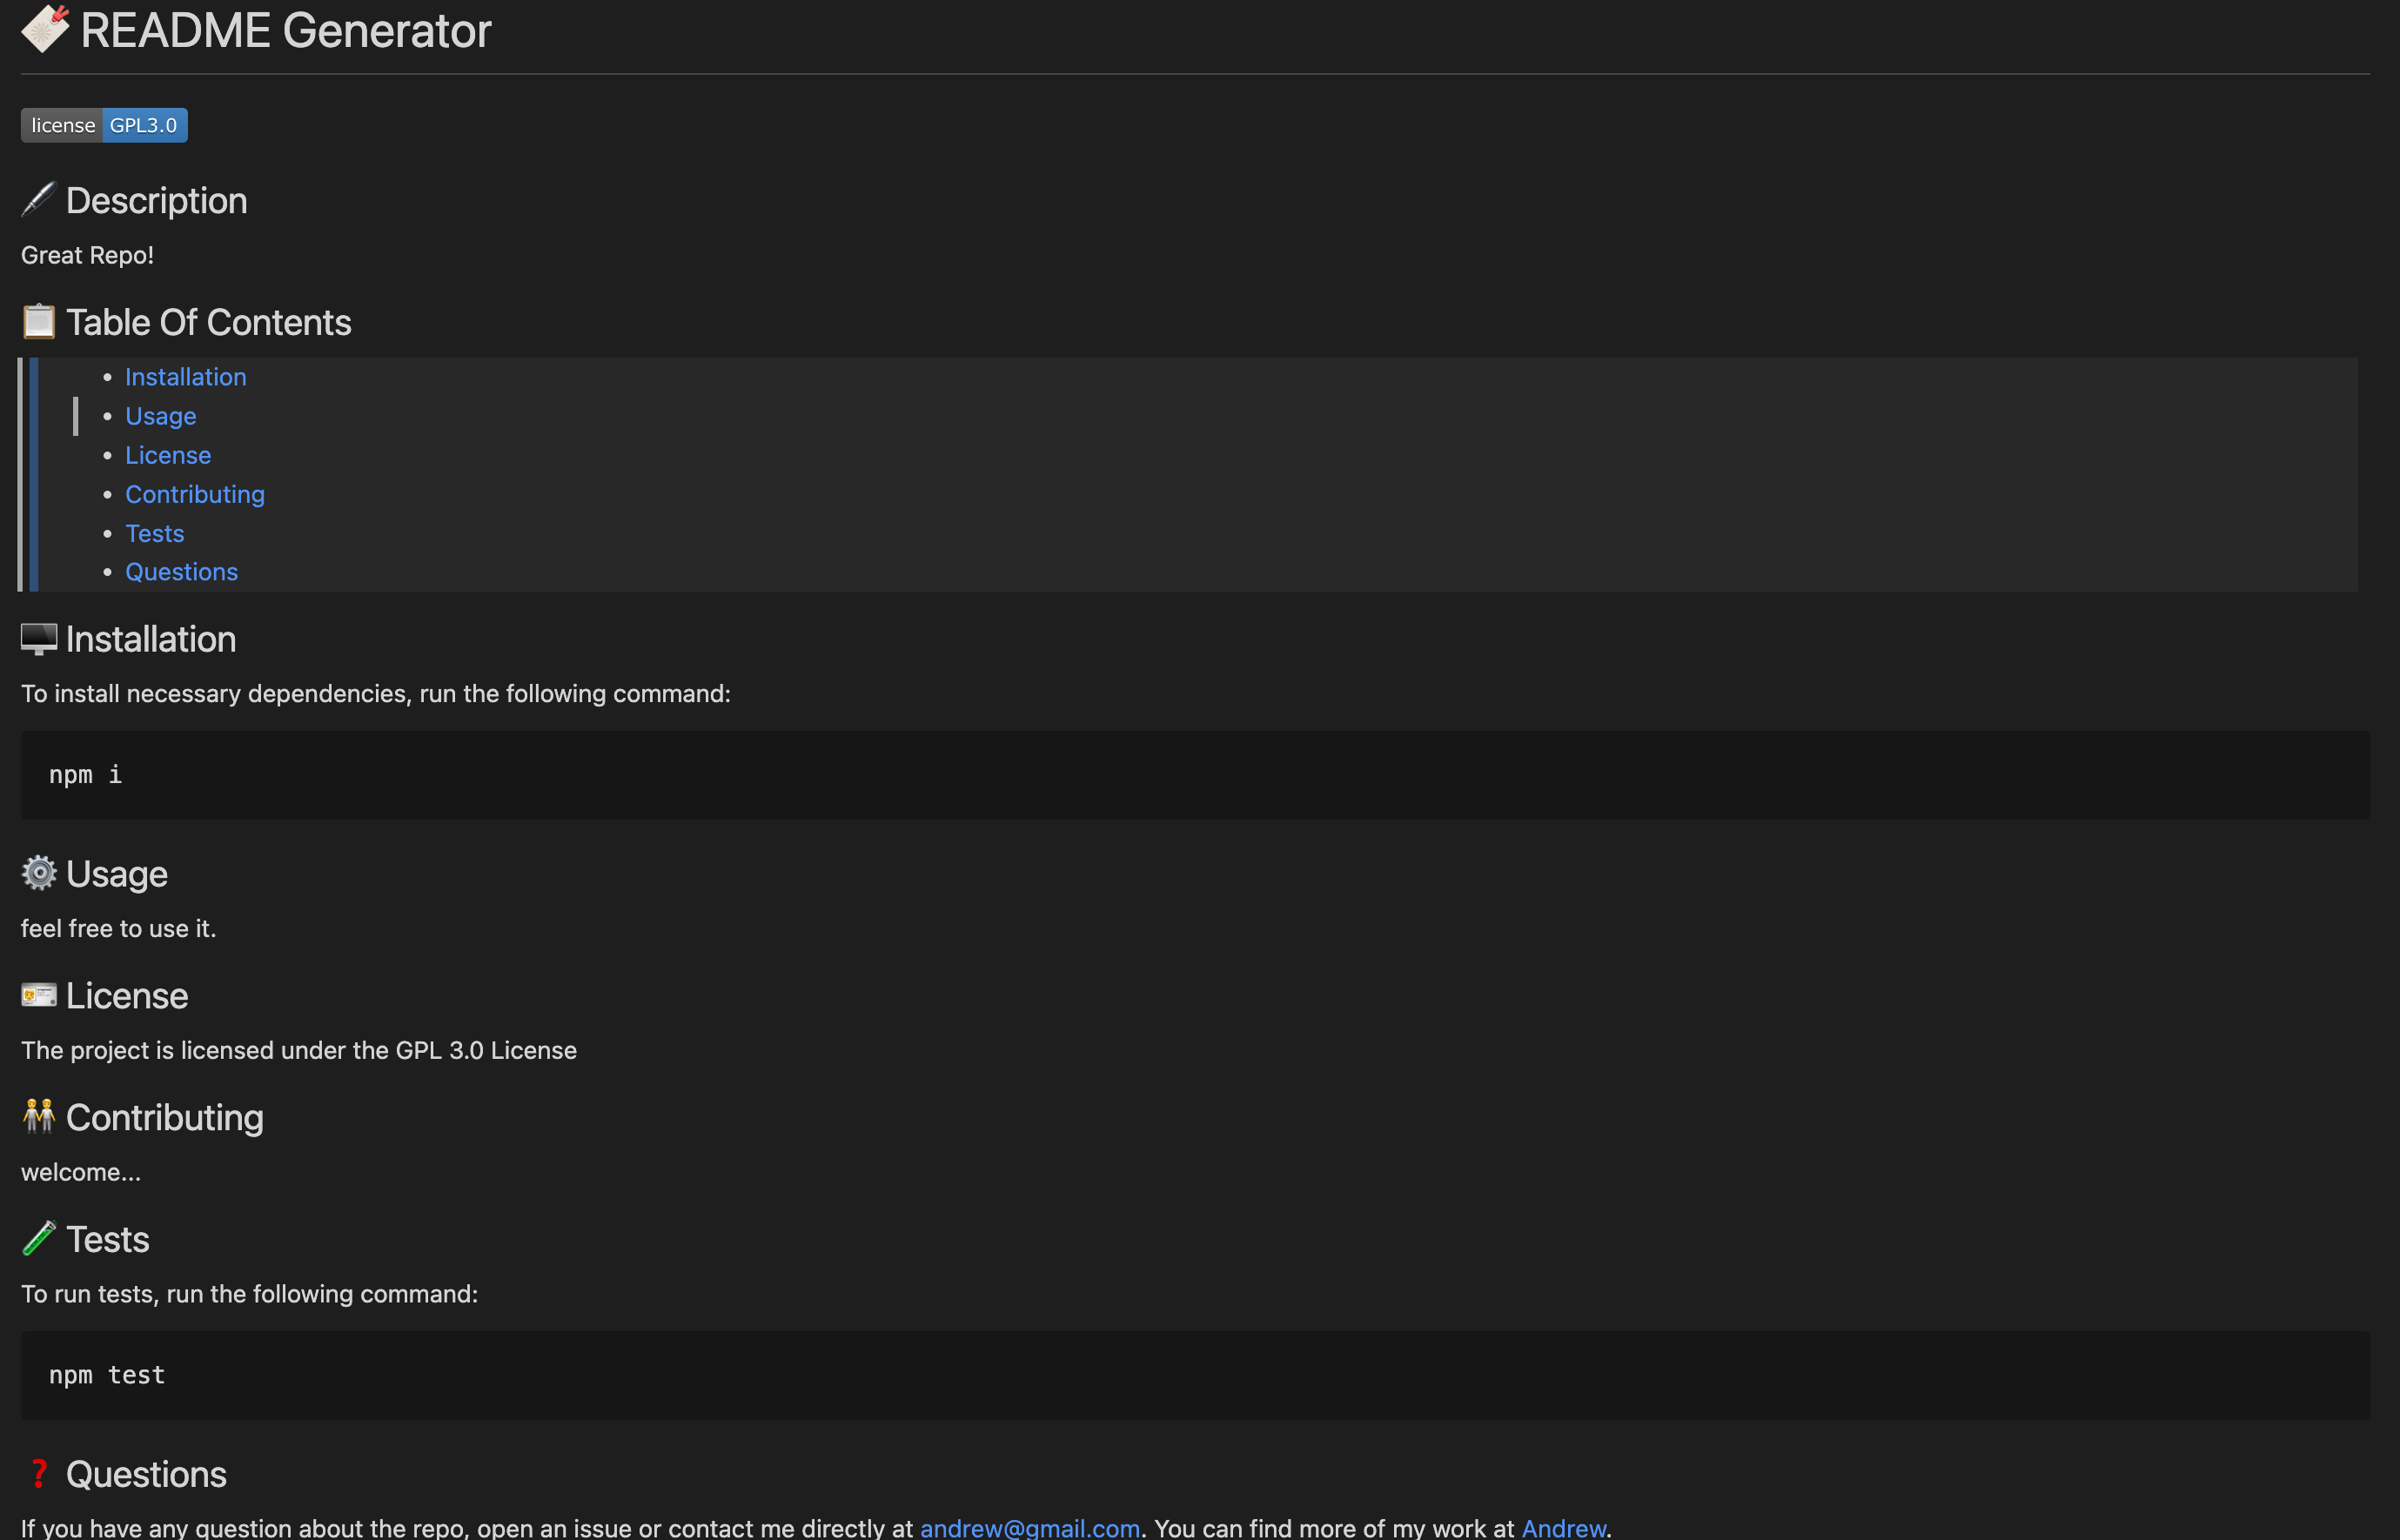 README Generator
license GPL3.0
Description
Great Repo!
Table Of Contents
• Installation
• Usage
• License
• Contributing
• Tests
• Questions
Installation
To install necessary dependencies, run the following command:
npm i
Usage
feel free to use it.
License
The project is licensed under the GPL 3.0 License
Contributing
welcome...
Tests
To run tests, run the following command:
npm test
Questions
If you have any question about the repo, open an issue or contact me directly at andrew@gmail.com. You can find more of my work at Andrew.